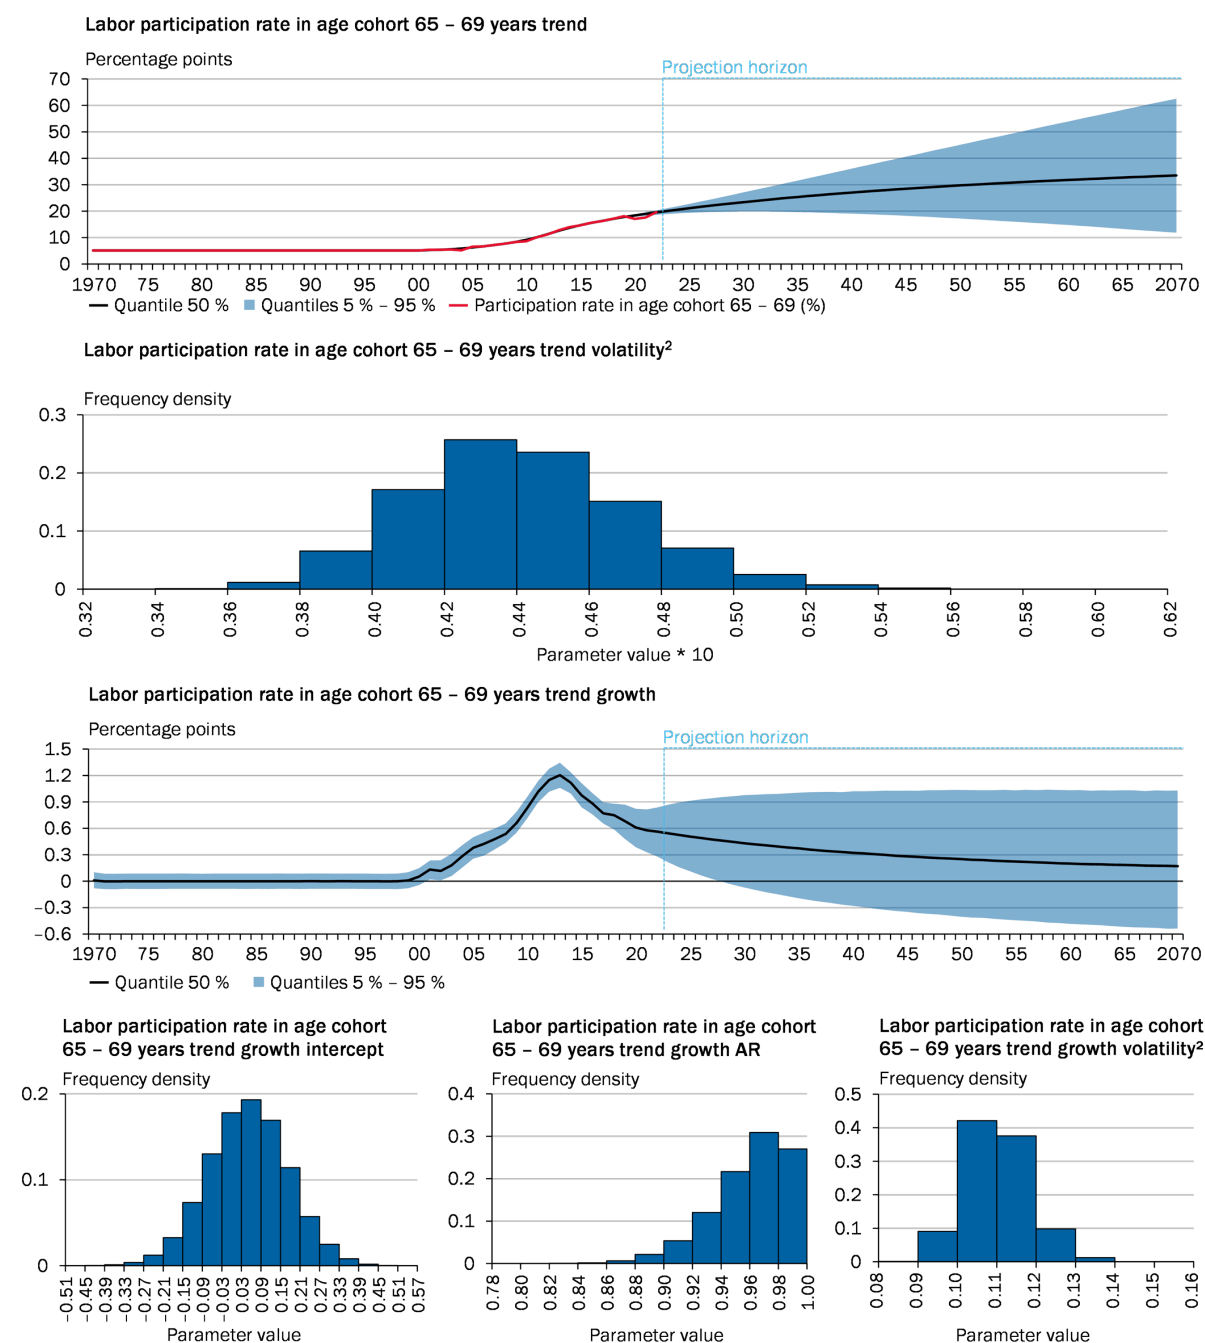 Labor participation rate in age cohort 65 – 69 years trend
Percentage points
Projection horizon
70
60
50
40
30
20
10
0
1970 75 80 85 90 95 00 05 10 15 20 25 30 35 40 45 50 55 60 65 2070
Quantile 50 % Quantiles 5 % – 95 % Participation rate in age cohort 65 – 69 (%)
Labor participation rate in age cohort 65 – 69 years trend volatility²
Frequency density
0.3
0.2
0.1
0
0.32 0.34 0.36 0.38 0.40 0.42 0.44 0.46 0.48 0.50 0.52 0.54 0.56 0.58 0.60 0.62
Parameter value * 10
Labor participation rate in age cohort 65 – 69 years trend growth
Percentage points
Projection horizon
1.5
1.2
0.9
0.6
0.3
0
–0.3
–0.6
1970 75 80 85 90 95 00 05 10 15 20 25 30 35 40 45 50 55 60 65 2070
Quantile 50 % Quantiles 5 % – 95 %
Labor participation rate in age cohort
65 – 69 years trend growth intercept
Frequency density
0.2
0.1
0
–0.51 –0.45 –0.39 –0.33 –0.27 –0.21 –0.15 –0.09 –0.03 0.03 0.09 0.15 0.21 0.27 0.33 0.39 0.45 0.51 0.57
Parameter value
Labor participation rate in age cohort
65 – 69 years trend growth AR
Frequency density
0.4
0.3
0.2
0.1
0
0.78 0.80 0.82 0.84 0.86 0.88 0.90 0.92 0.94 0.96 0.98 1.00
Parameter value
Labor participation rate in age cohort
65 – 69 years trend growth volatility²
Frequency density
0.5
0.4
0.3
0.2
0.1
0
0.08 0.09 0.10 0.11 0.12 0.13 0.14 0.15 0.16
Parameter value